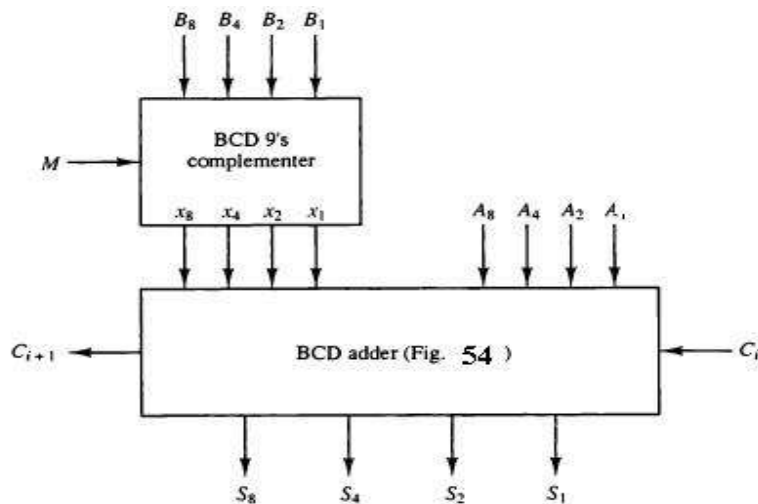 B₈ B₄ B₂ B₁
BCD 9's
complementer
M
x₈ x₄ x₂ x₁
A₈ A₄ A₂ A,
BCD adder (Fig. 54 )
Cᵢ₊₁
Cᵢ
S₈ S₄ S₂ S₁